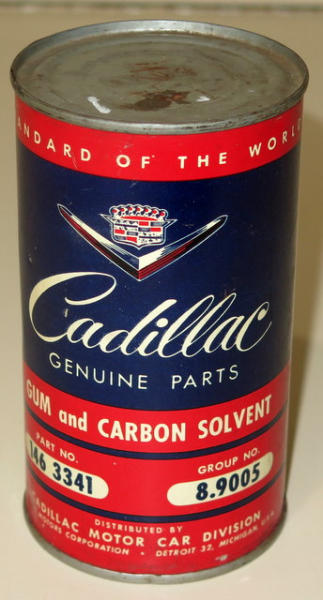 ANDARD OF THE WORL
Cadillac
GENUINE PARTS
GUM and CARBON SOLVENT
PART NO.
146 3341
GROUP NO.
8.9005
DISTRIBUTED BY
CADILLAC MOTOR CAR DIVISION
MOTORS CORPORATION • DETROIT 32, MICHIGAN, U.S.A.